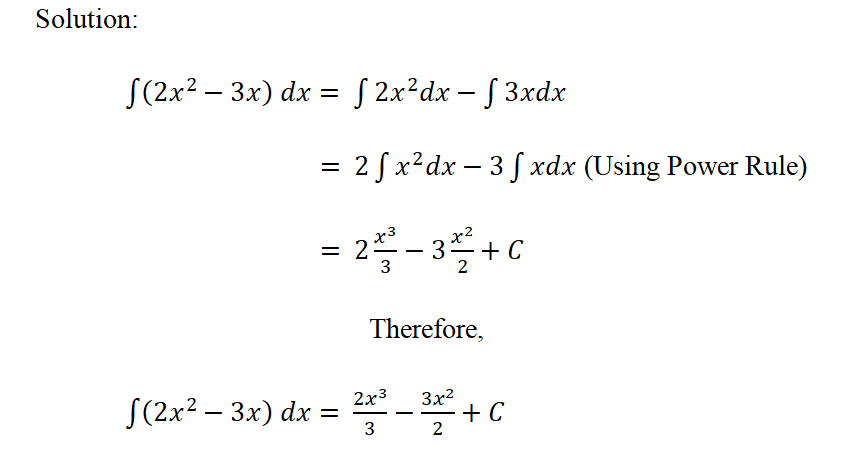 Solution:
∫(2x² − 3x) dx = ∫ 2x²dx − ∫ 3xdx
= 2 ∫ x²dx − 3 ∫ xdx (Using Power Rule)
= 2 x³/3 − 3 x²/2 + C
Therefore,
∫(2x² − 3x) dx = 2x³/3 − 3x²/2 + C